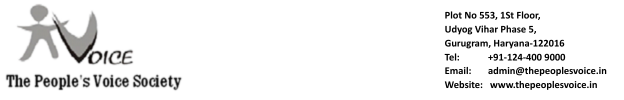 VOICE
The People's Voice Society
Plot No 553, 1St Floor,
Udyog Vihar Phase 5,
Gurugram, Haryana-122016
Tel: +91-124-400 9000
Email: admin@thepeoplesvoice.in
Website: www.thepeoplesvoice.in